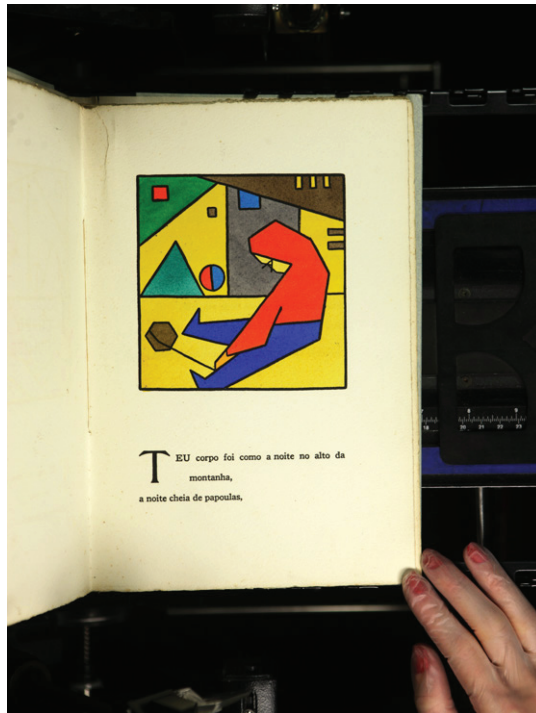 TEU corpo foi como a noite no alto da
montanha,
a noite cheia de papoulas,